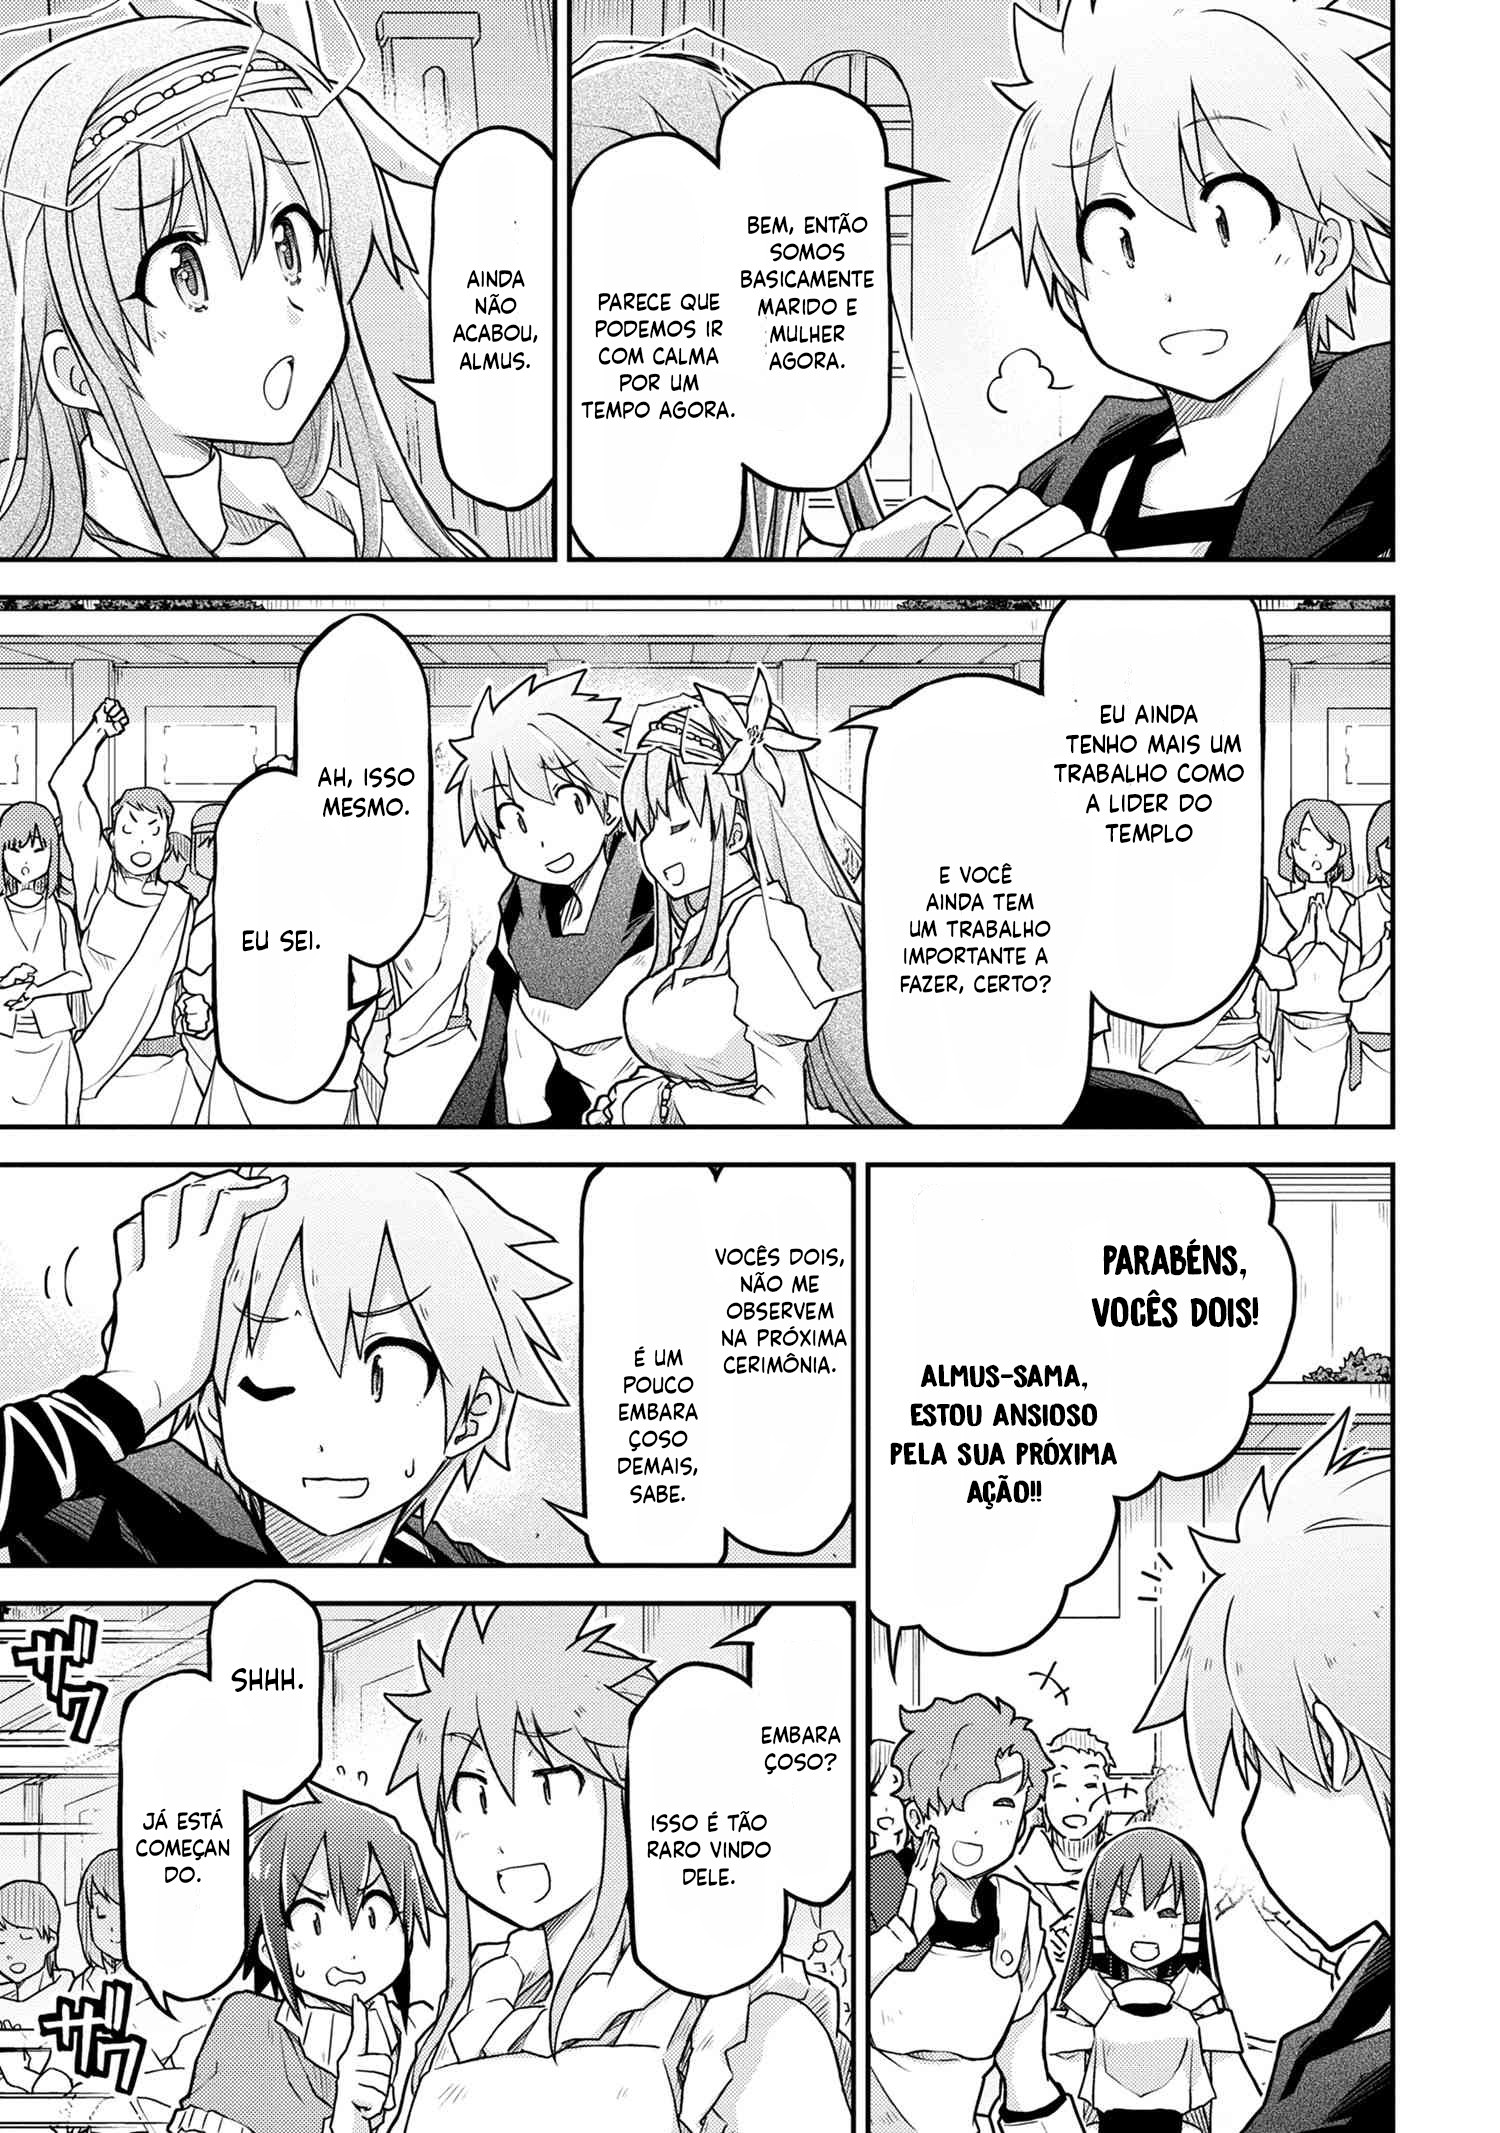 BEM, ENTÃO
SOMOS
BASICAMENTE
MARIDO E
MULHER
AGORA.
PARECE QUE
PODEMOS IR
COM CALMA
POR UM
TEMPO AGORA.
AINDA
NÃO
ACABOU,
ALMUS.
EU AINDA
TENHO MAIS UM
TRABALHO COMO
A LIDER DO
TEMPLO
E VOCÊ
AINDA TEM
UM TRABALHO
IMPORTANTE A
FAZER, CERTO?
AH, ISSO
MESMO.
EU SEI.
PARABÉNS,
VOCÊS DOIS!
ALMUS-SAMA,
ESTOU ANSIOSO
PELA SUA PRÓXIMA
AÇÃO!!
VOCÊS DOIS,
NÃO ME
OBSERVEM
NA PRÓXIMA
CERIMÔNIA.
É UM
POUCO
EMBARA
ÇOSO
DEMAIS,
SABE.
EMBARA
ÇOSO?
ISSO É TÃO
RARO VINDO
DELE.
SHHH.
JÁ ESTÁ
COMEÇAN
DO.
ザワ
ザワ